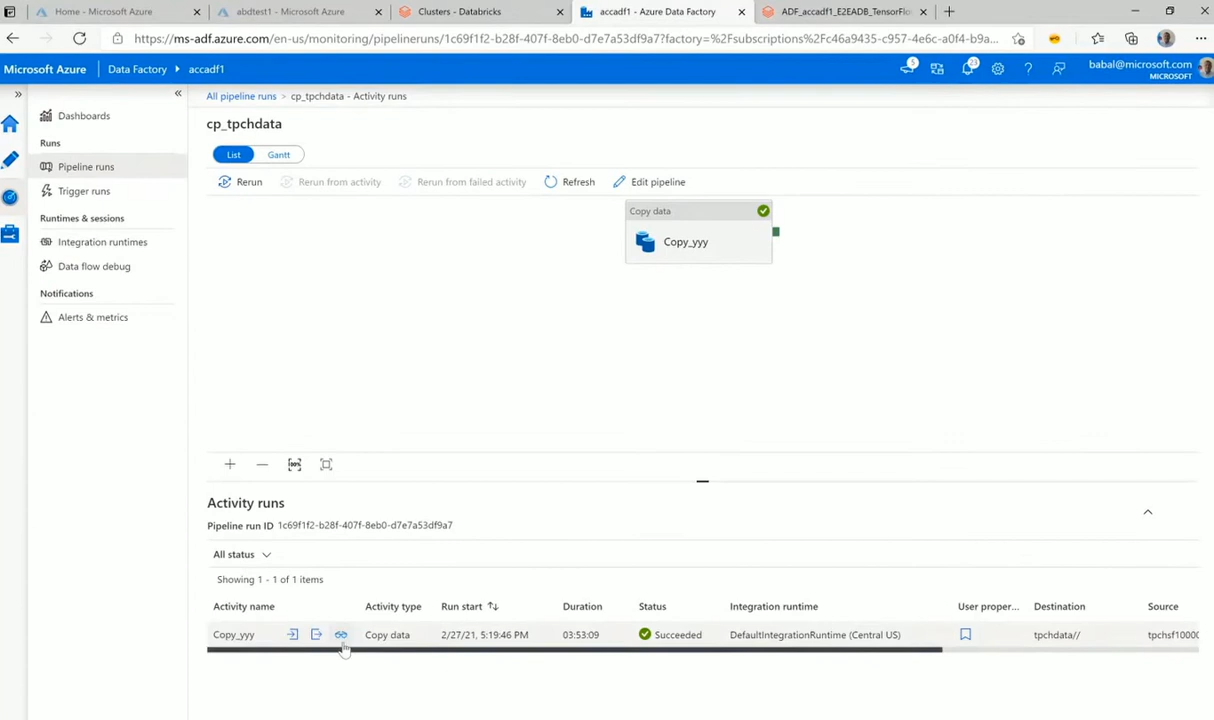 Home - Microsoft Azure
abdtest1 - Microsoft Azure
Clusters - Databricks
accadf1 - Azure Data Factory
ADF_accadf1_E2EADB_TensorFlo
https://ms-adf.azure.com/en-us/monitoring/pipelineruns/1c69f1f2-b28f-407f-8eb0-d7e7a53df9a7?factory=%2Fsubscriptions%2Fc46a9435-c957-4e6c-a0f4-b9a...
Microsoft Azure
Data Factory
accadf1
5
23
babal@microsoft.com
MICROSOFT
Dashboards
Runs
Pipeline runs
Trigger runs
Runtimes & sessions
Integration runtimes
Data flow debug
Notifications
Alerts & metrics
All pipeline runs > cp_tpchdata - Activity runs
cp_tpchdata
List
Gantt
Rerun
Rerun from activity
Rerun from failed activity
Refresh
Edit pipeline
Copy data
Copy_yyy
Activity runs
Pipeline run ID 1c69f1f2-b28f-407f-8eb0-d7e7a53df9a7
All status
Showing 1 - 1 of 1 items
Activity name Activity type Run start Duration Status Integration runtime User proper... Destination Source
Copy_yyy Copy data 2/27/21, 5:19:46 PM 03:53:09 Succeeded DefaultIntegrationRuntime (Central US) tpchdata// tpchsf1000